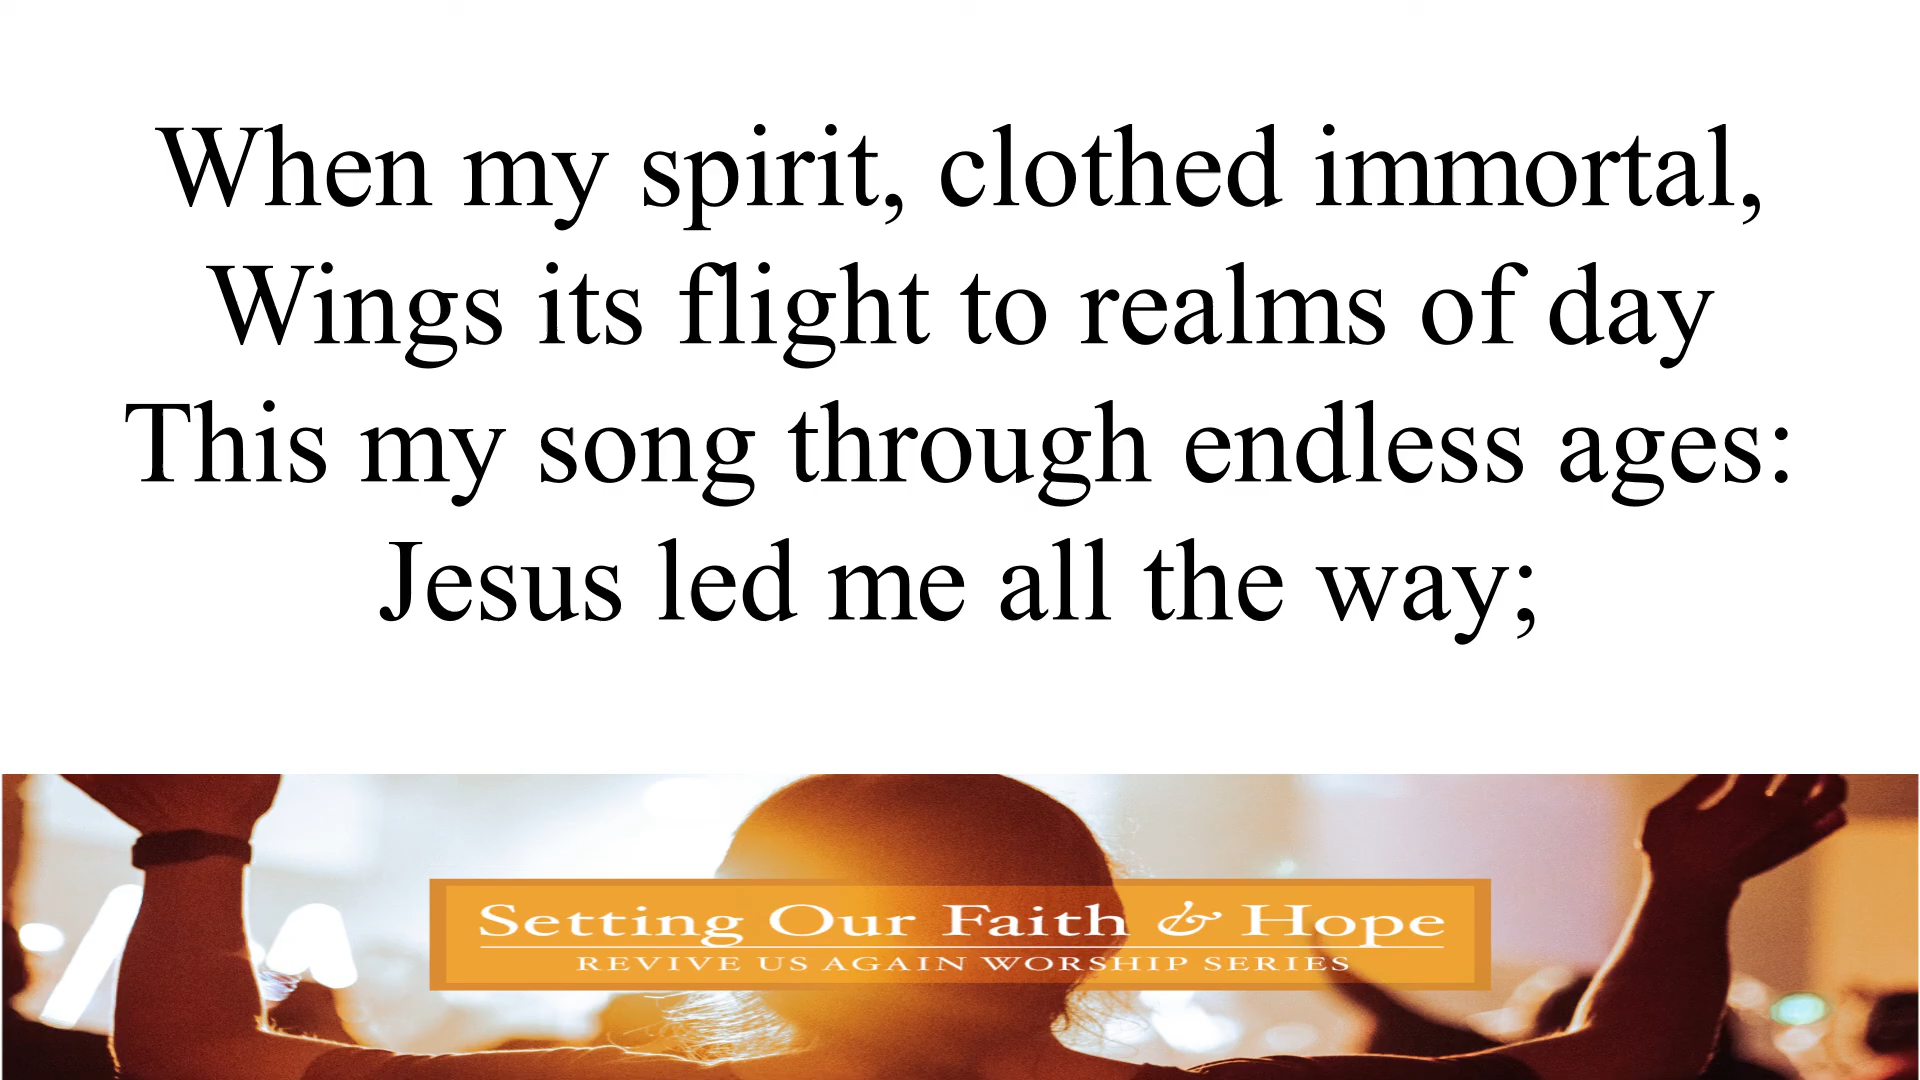 When my spirit, clothed immortal,
Wings its flight to realms of day
This my song through endless ages:
Jesus led me all the way;
Setting Our Faith & Hope
REVIVE US AGAIN WORSHIP SERIES